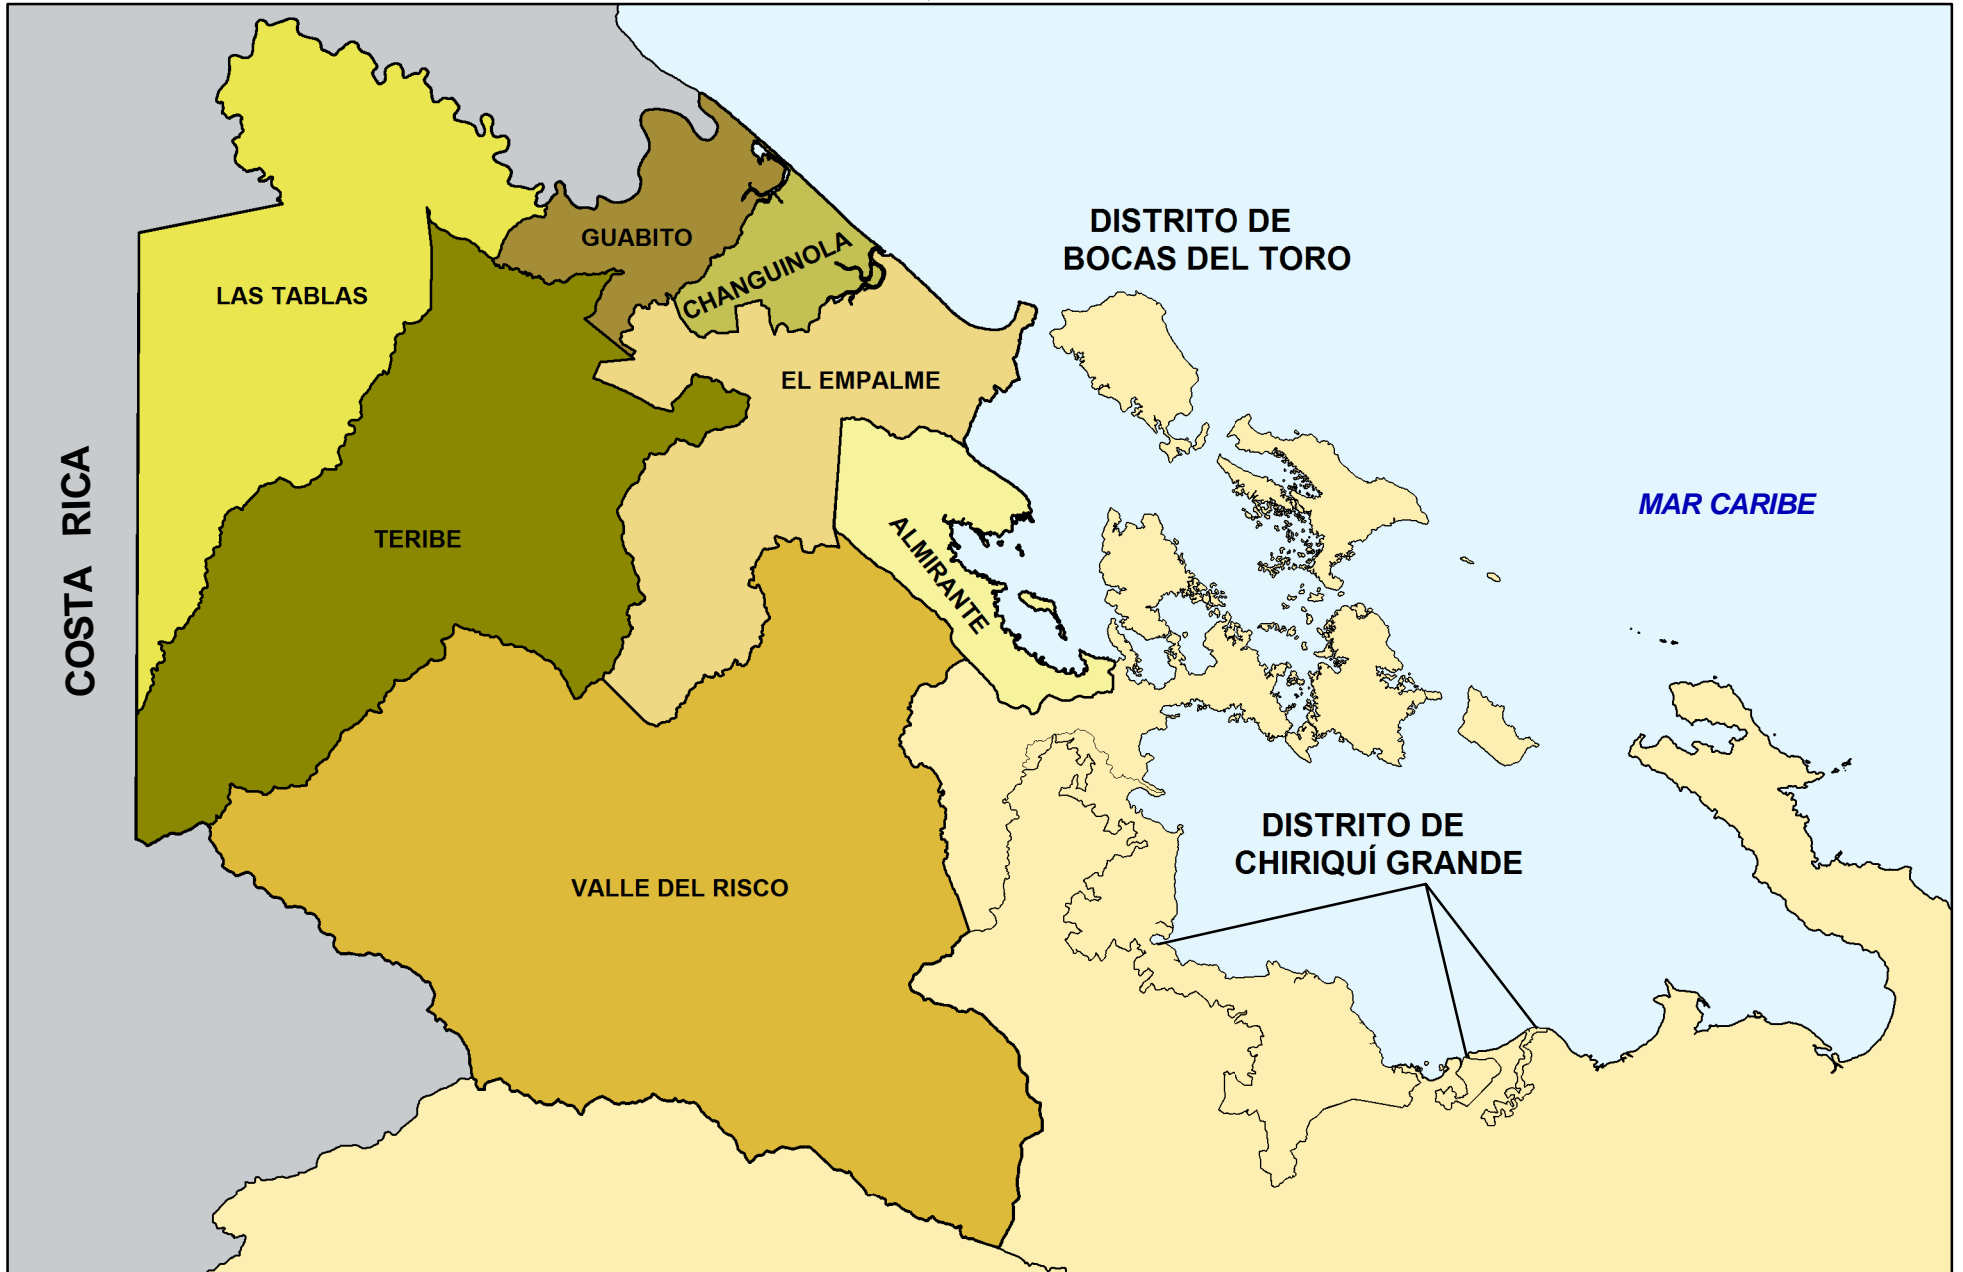 DISTRITO DE
BOCAS DEL TORO
GUABITO
CHANGUINOLA
LAS TABLAS
EL EMPALME
MAR CARIBE
TERIBE
ALMIRANTE
COSTA RICA
DISTRITO DE
CHIRIQUÍ GRANDE
VALLE DEL RISCO